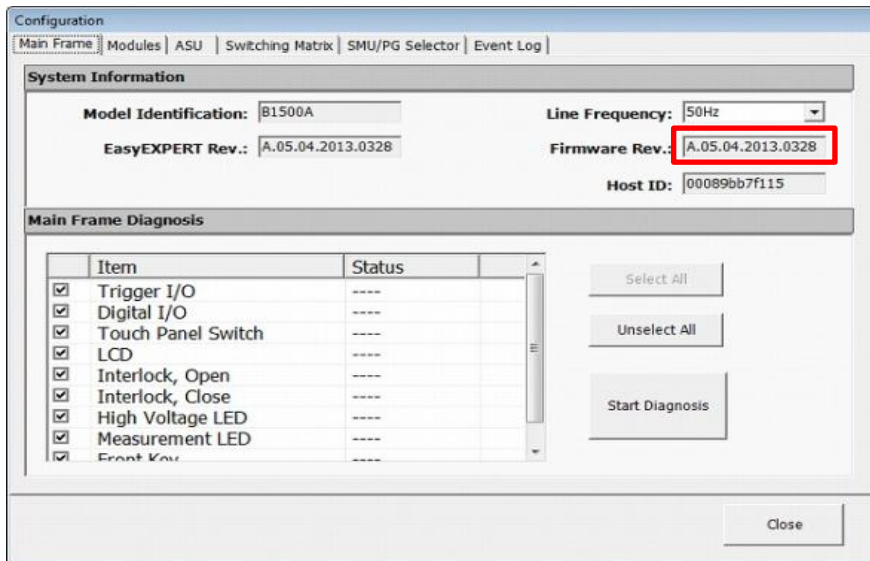 Configuration
Main Frame Modules ASU Switching Matrix SMU/PG Selector Event Log
System Information
Model Identification: B1500A Line Frequency: 50Hz
EasyEXPERT Rev.: A.05.04.2013.0328 Firmware Rev.: A.05.04.2013.0328
Host ID: 00089bb7f115
Main Frame Diagnosis
Item Status
Trigger I/O ----
Digital I/O ----
Touch Panel Switch ----
LCD ----
Interlock, Open ----
Interlock, Close ----
High Voltage LED ----
Measurement LED ----
Front Key ----
Select All
Unselect All
Start Diagnosis
Close